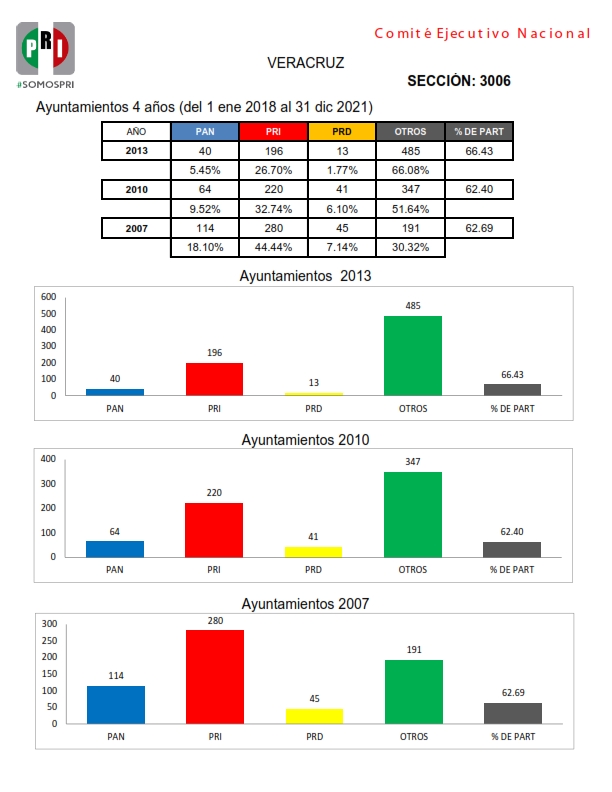 Comité Ejecutivo Nacional
PRI
#SOMOSPRI
VERACRUZ
SECCIÓN: 3006
Ayuntamientos 4 años (del 1 ene 2018 al 31 dic 2021)
AÑO PAN PRI PRD OTROS % DE PART
2013 40 196 13 485 66.43
5.45% 26.70% 1.77% 66.08%
2010 64 220 41 347 62.40
9.52% 32.74% 6.10% 51.64%
2007 114 280 45 191 62.69
18.10% 44.44% 7.14% 30.32%
Ayuntamientos 2013
600
500
400
300
200
100
0
40 196 13 485 66.43
PAN PRI PRD OTROS % DE PART
Ayuntamientos 2010
400
300
200
100
0
64 220 41 347 62.40
PAN PRI PRD OTROS % DE PART
Ayuntamientos 2007
300
250
200
150
100
50
0
114 280 45 191 62.69
PAN PRI PRD OTROS % DE PART